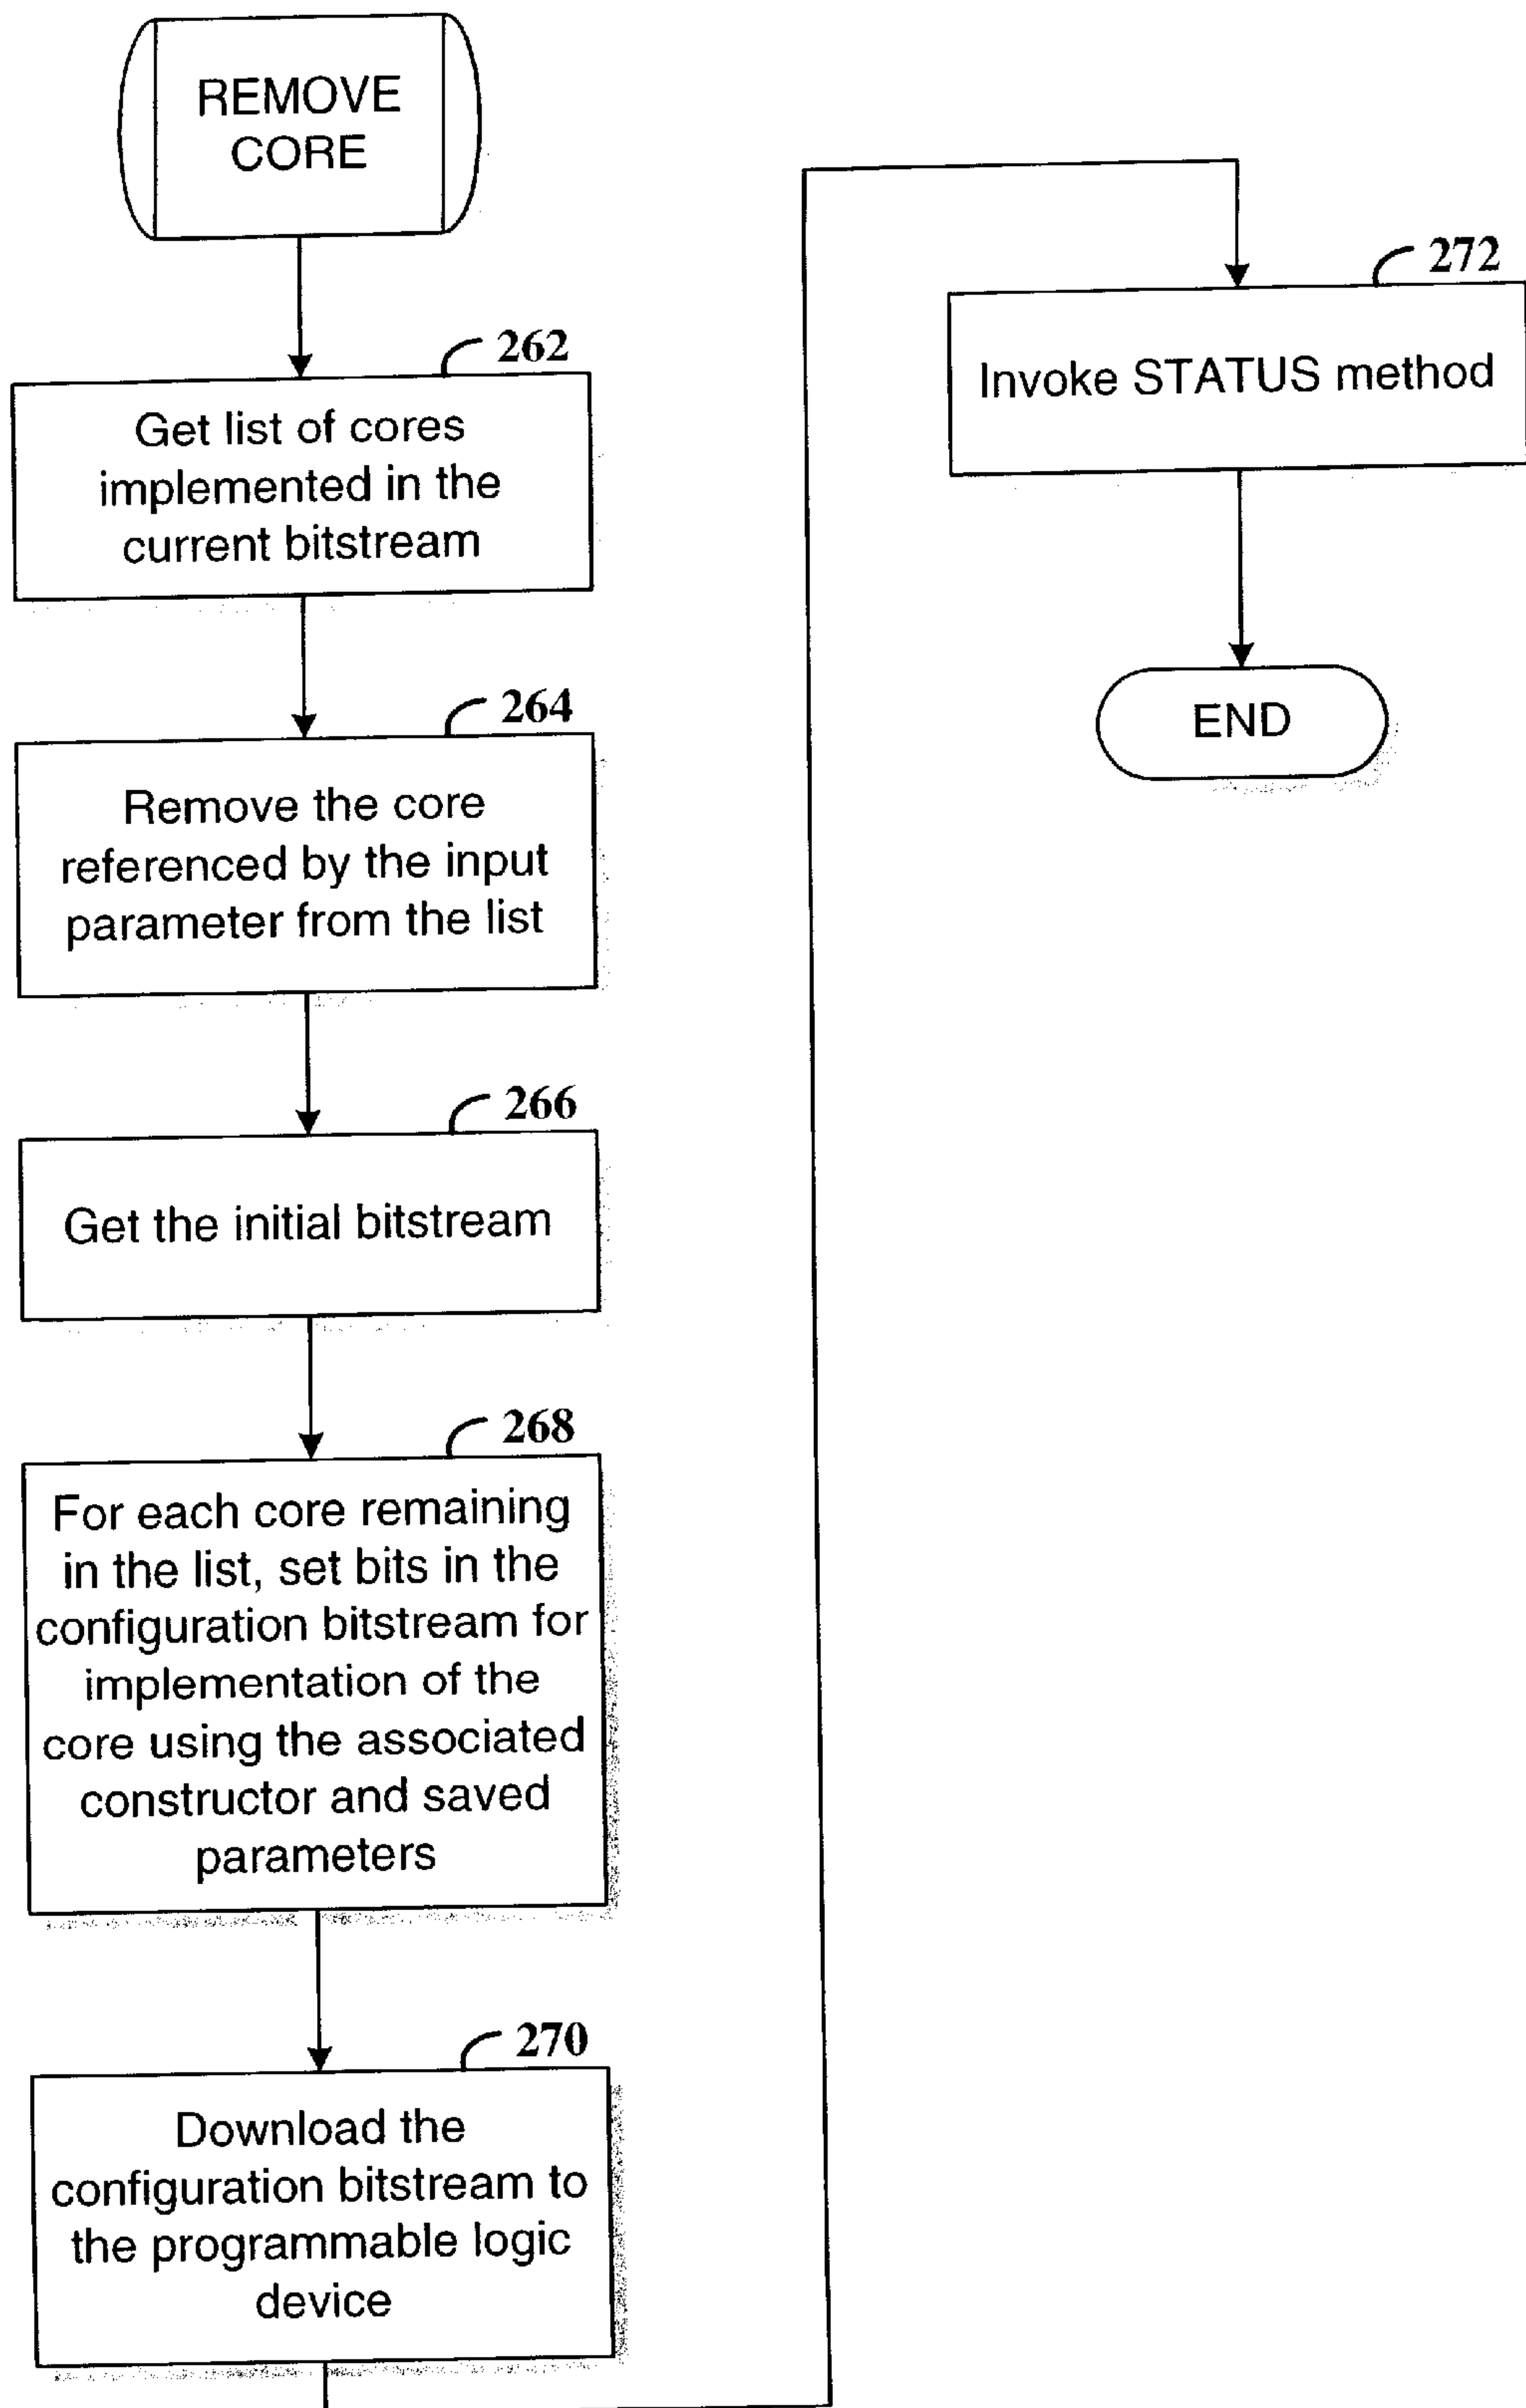 REMOVE
CORE
262
Get list of cores
implemented in the
current bitstream
264
Remove the core
referenced by the input
parameter from the list
266
Get the initial bitstream
268
For each core remaining
in the list, set bits in the
configuration bitstream for
implementation of the
core using the associated
constructor and saved
parameters
270
Download the
configuration bitstream to
the programmable logic
device
272
Invoke STATUS method
END